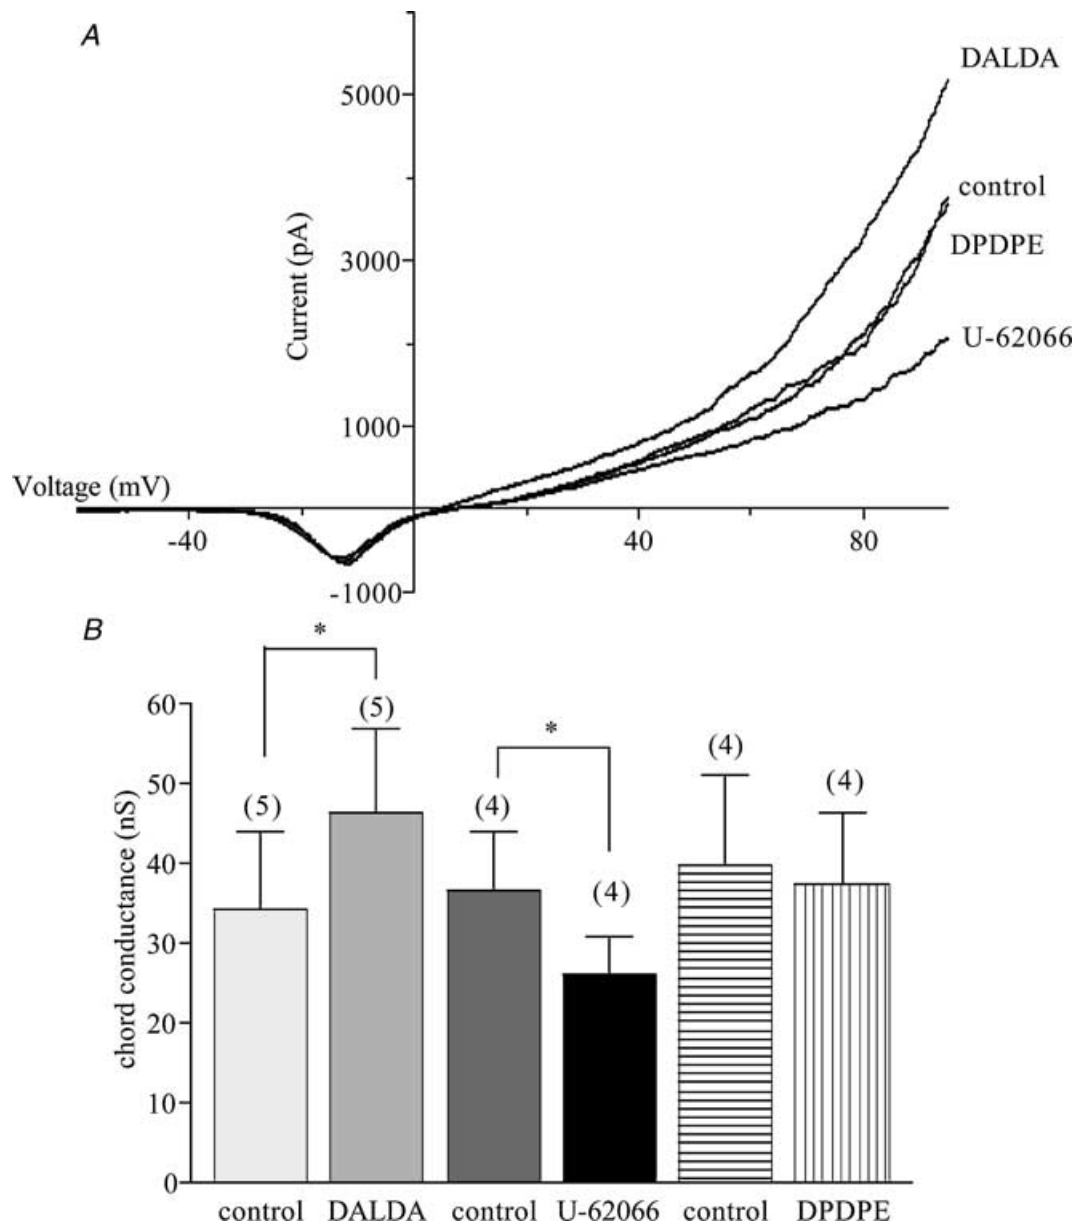 A
DALDA
5000
control
Current (pA)
DPDPE
3000
U-62066
1000
Voltage (mV)
-40
40
80
-1000
B
*
60
(5)
*
(4)
50
(5)
(4)
(4)
chord conductance (nS)
40
(4)
30
20
10
0
control DALDA control U-62066 control DPDPE